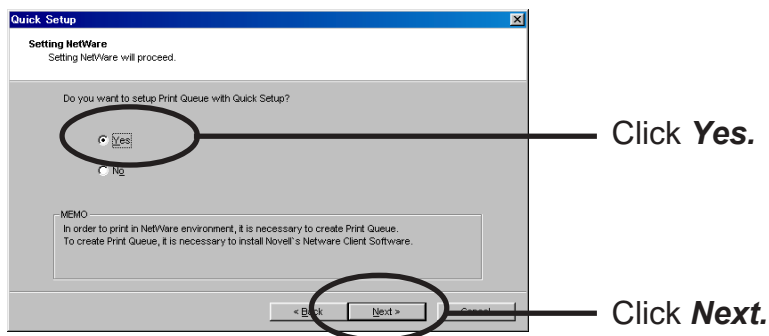 Quick Setup
Setting NetWare
Setting NetWare will proceed.
Do you want to setup Print Queue with Quick Setup?
Yes
Click Yes.
No
MEMO
In order to print in NetWare environment, it is necessary to create Print Queue.
To create Print Queue, it is necessary to install Novell`s Netware Client Software.
< Back Next > Cancel
Click Next.